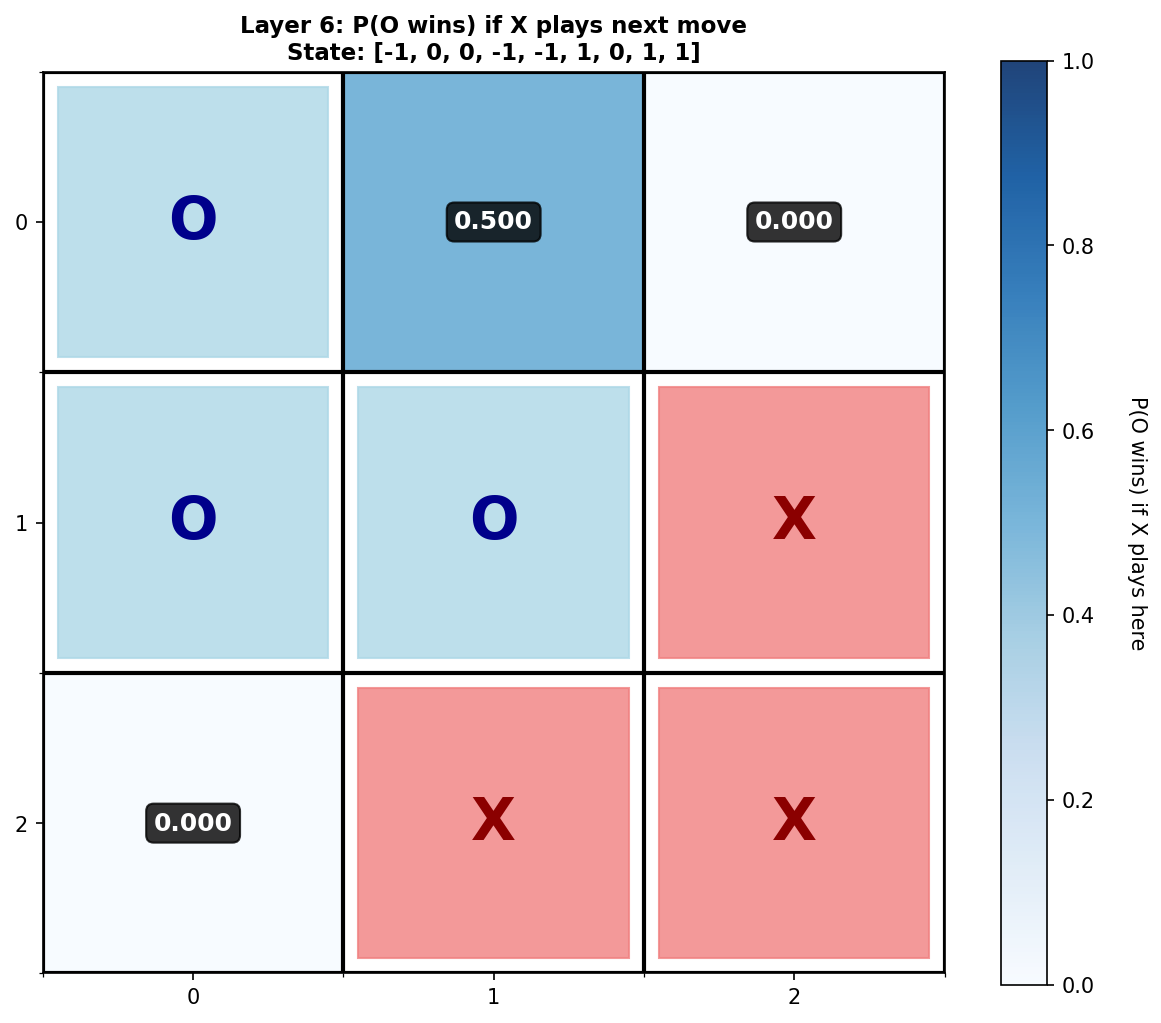 Layer 6: P(O wins) if X plays next move
State: [-1, 0, 0, -1, -1, 1, 0, 1, 1]
0
O
0.500
0.000
1
O
O
X
2
0.000
X
X
0
1
2
1.0
0.8
0.6
0.4
0.2
0.0
P(O wins) if X plays here